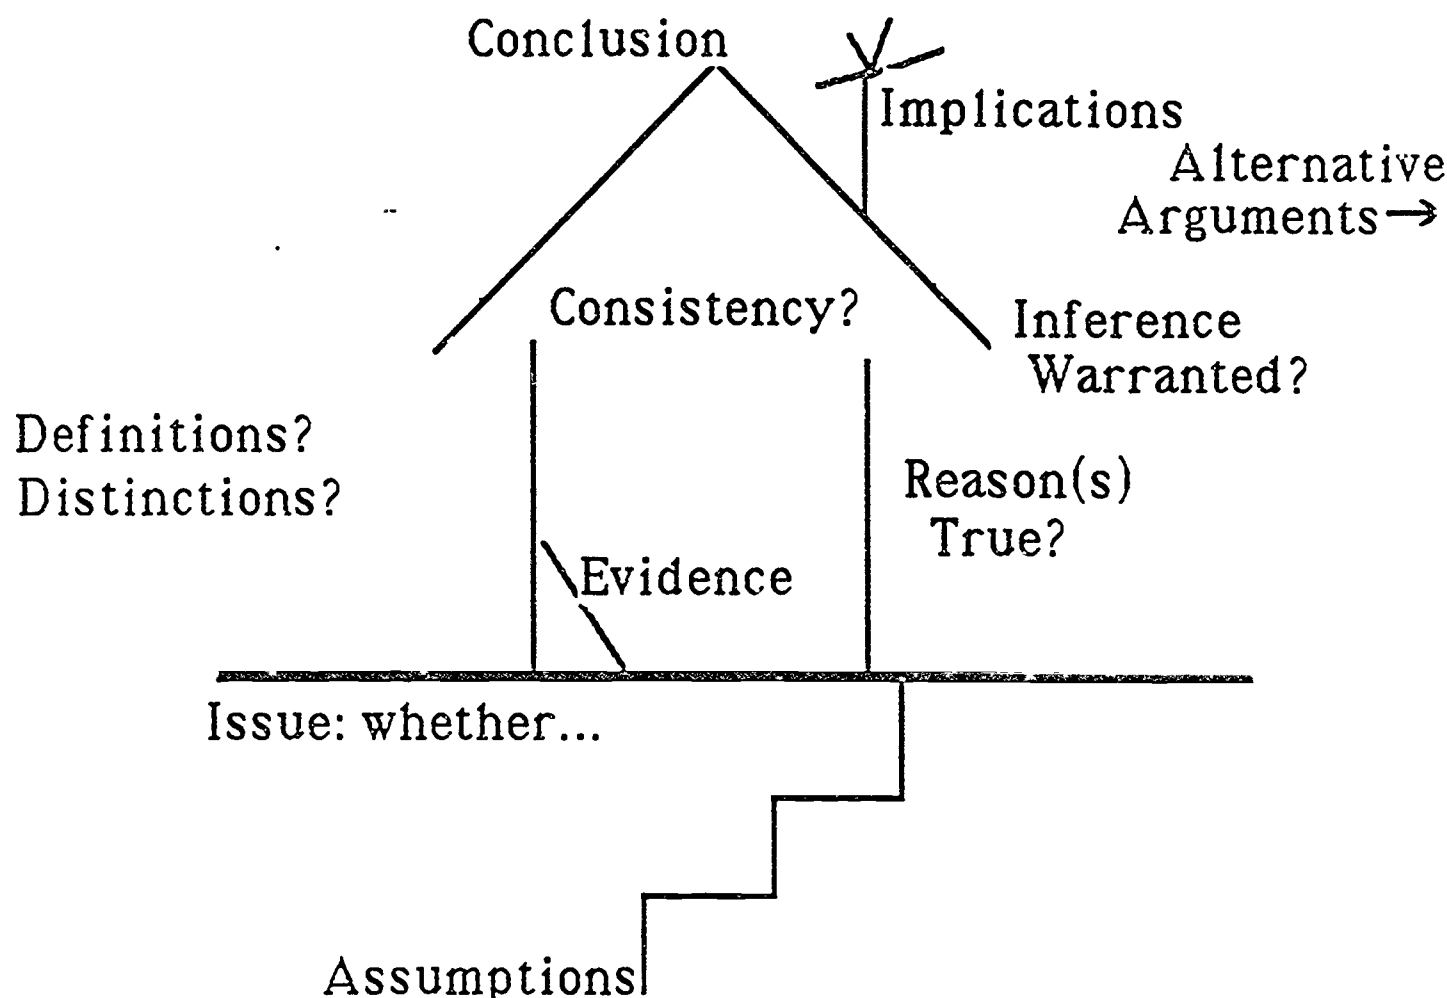 Conclusion
Implications
Alternative
Arguments→
Consistency?
Inference
Warranted?
Definitions?
Distinctions?
Reason(s)
True?
Evidence
Issue: whether...
Assumptions